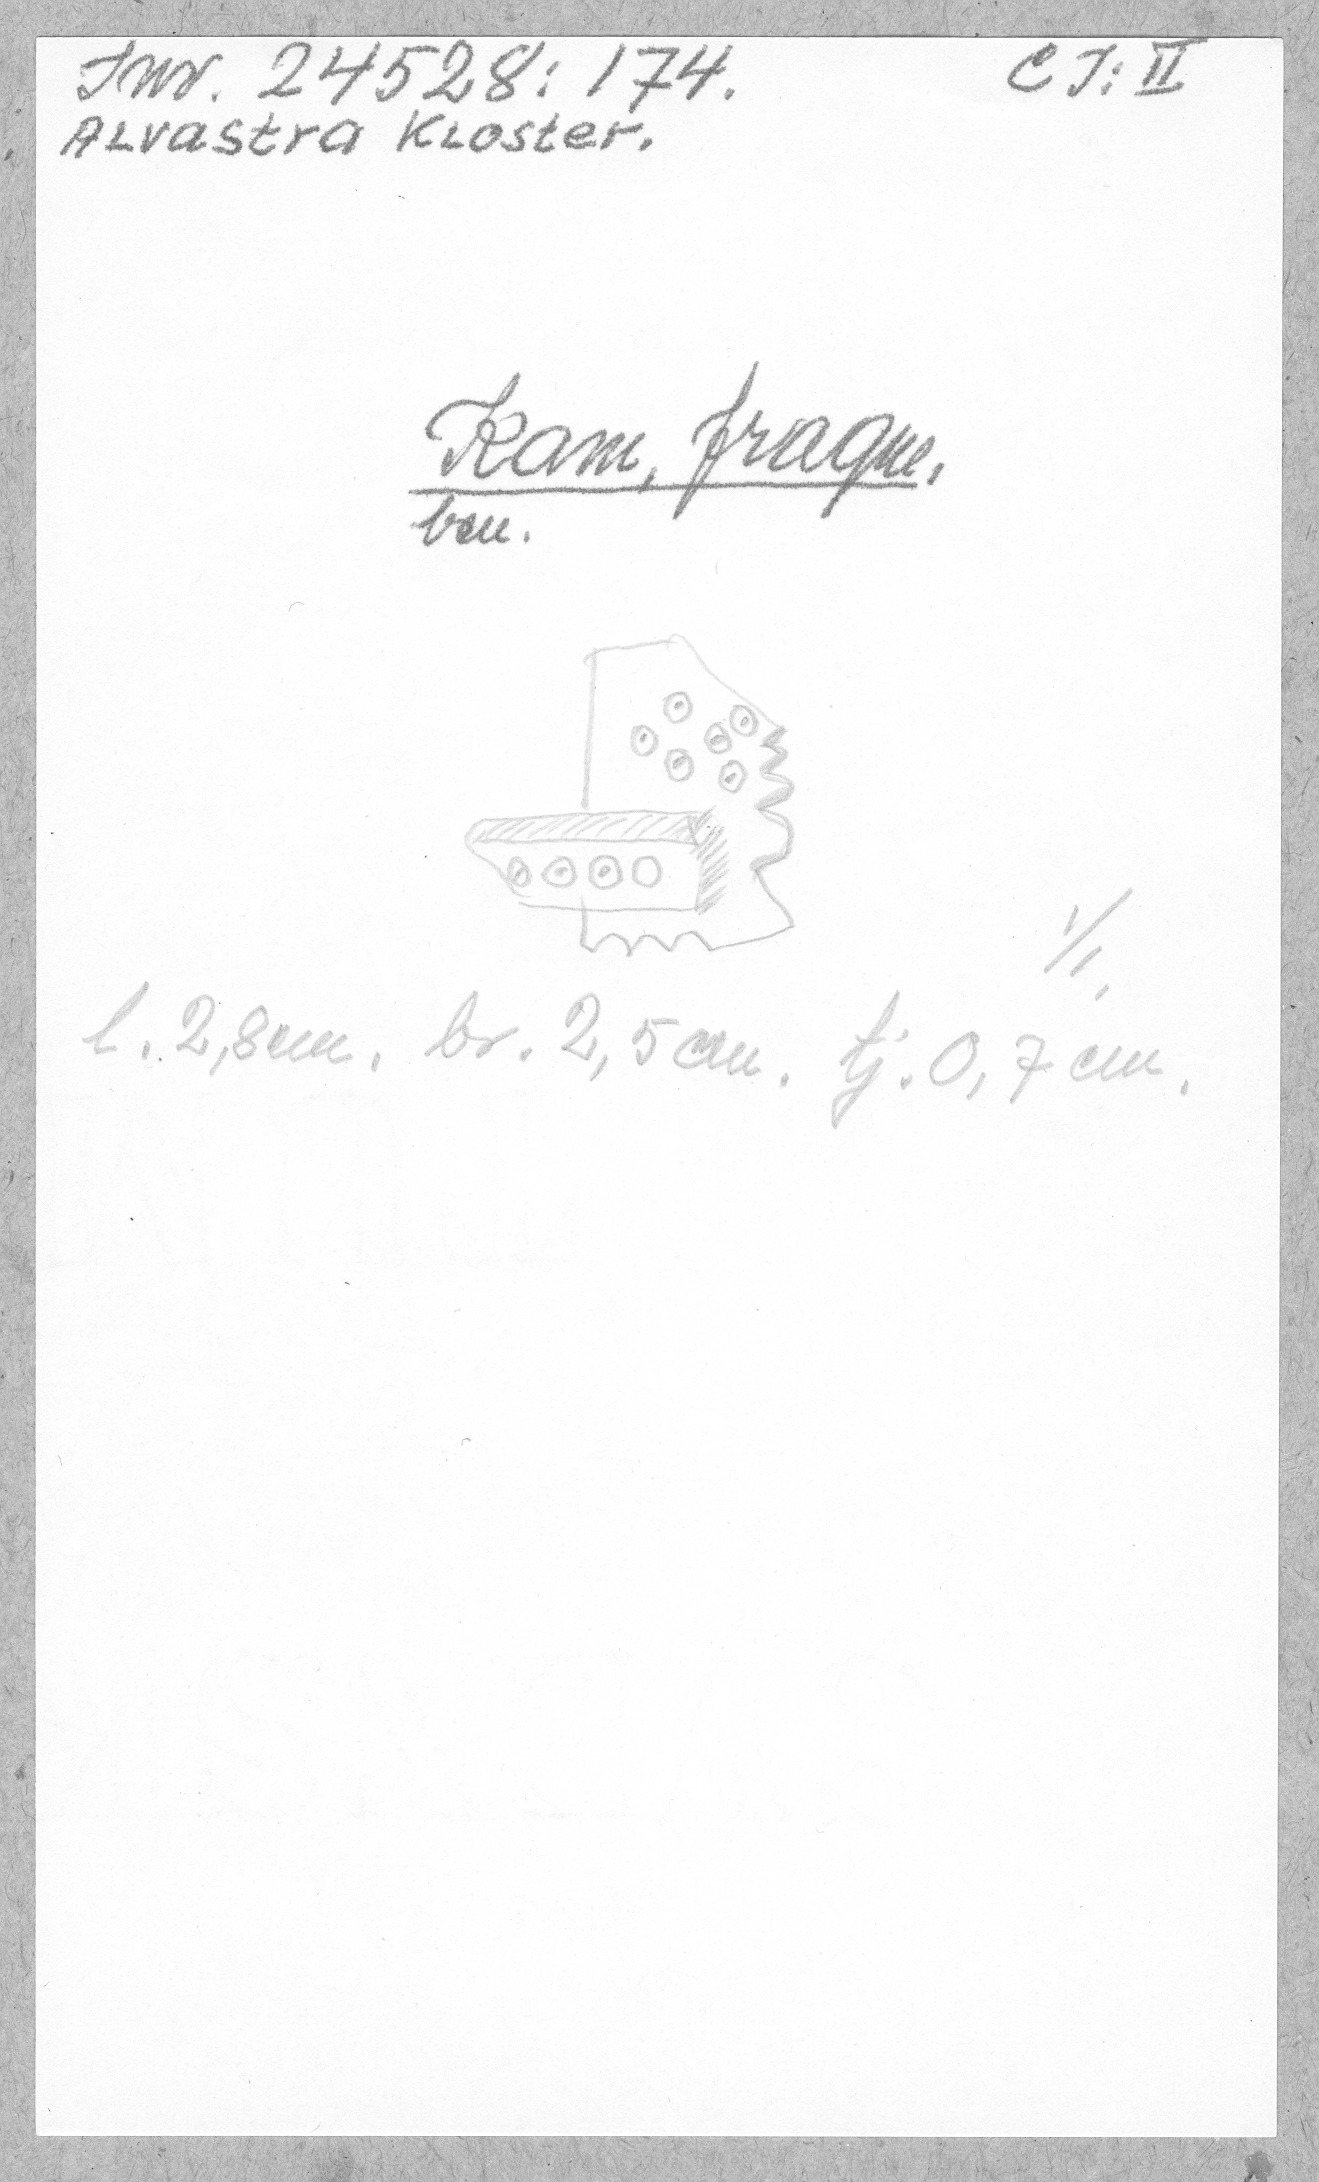 Inv. 24528: 174. C I: II
Alvastra Kloster.
Kam, fragm.
ben.
1/1.
l. 2,8 cm. br. 2,5 cm. tj. 0,7 cm.